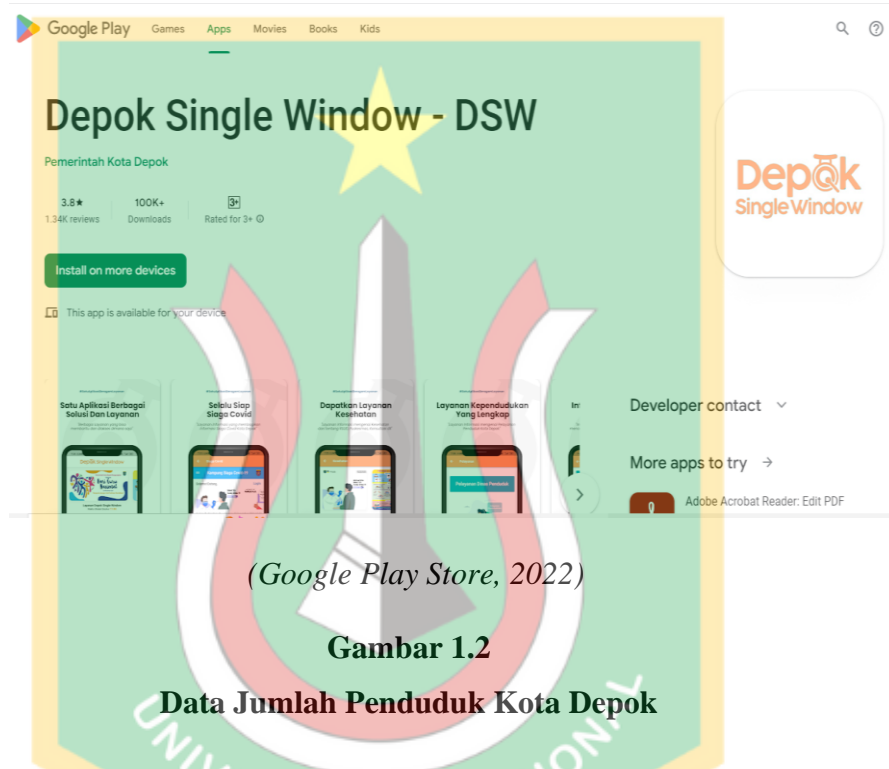 Google Play Games Apps Movies Books Kids
Depok Single Window - DSW
Pemerintah Kota Depok
3.8★ 100K+ 3+
1.34K reviews Downloads Rated for 3+
Depok
Single Window
Install on more devices
This app is available for your device
Satu Aplikasi Berbagai
Solusi Dan Layanan
Selalu Siap
Siaga Covid
Dapatkan Layanan
Kesehatan
Layanan Kependudukan
Yang Lengkap
In
Developer contact
More apps to try
Adobe Acrobat Reader: Edit PDF
(Google Play Store, 2022)
Gambar 1.2
Data Jumlah Penduduk Kota Depok